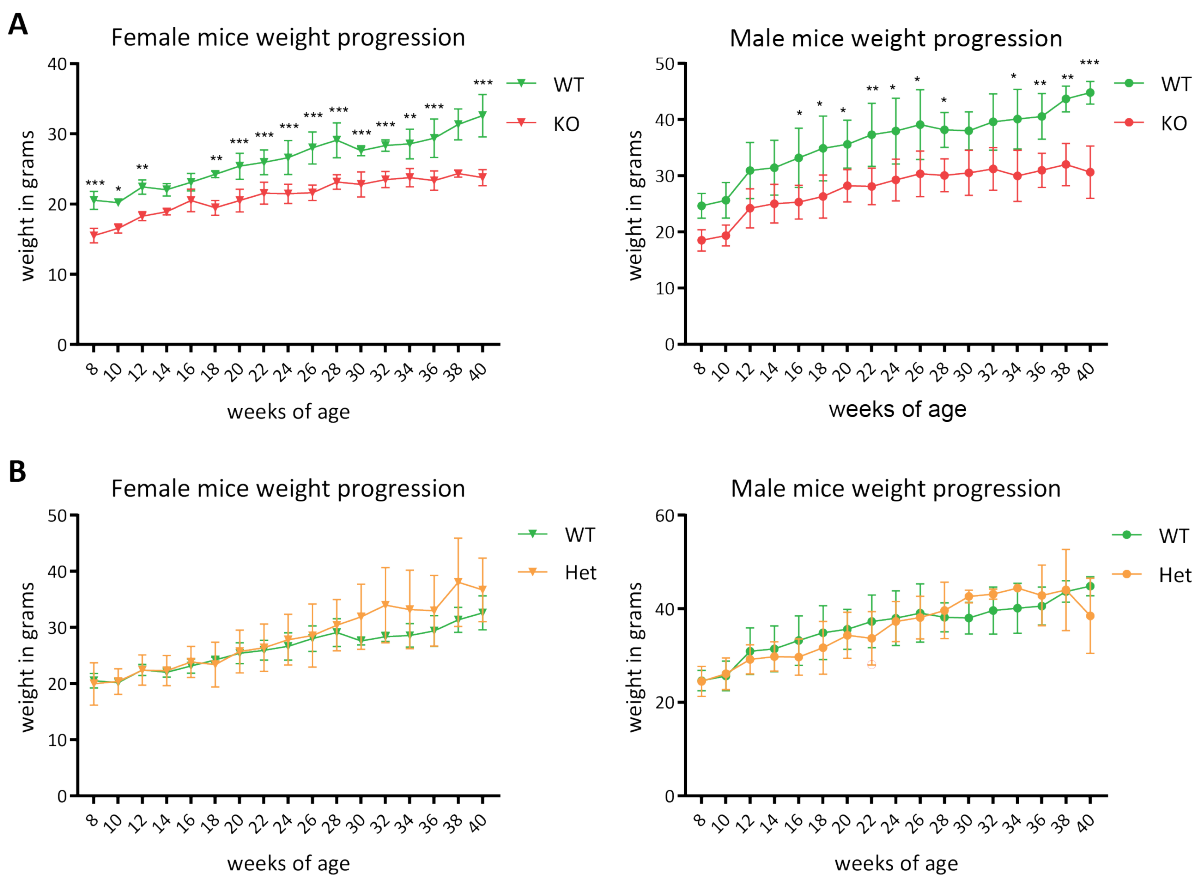 A
Female mice weight progression
*** * ** ** *** *** *** *** *** *** *** ** *** ***
WT
KO
weight in grams
40
30
20
10
0
8 10 12 14 16 18 20 22 24 26 28 30 32 34 36 38 40
weeks of age
Male mice weight progression
* * * ** * * * * ** ** ***
WT
KO
weight in grams
50
40
30
20
10
0
8 10 12 14 16 18 20 22 24 26 28 30 32 34 36 38 40
weeks of age
B
Female mice weight progression
WT
Het
weight in grams
50
40
30
20
10
0
8 10 12 14 16 18 20 22 24 26 28 30 32 34 36 38 40
weeks of age
Male mice weight progression
WT
Het
weight in grams
60
40
20
0
8 10 12 14 16 18 20 22 24 26 28 30 32 34 36 38 40
weeks of age